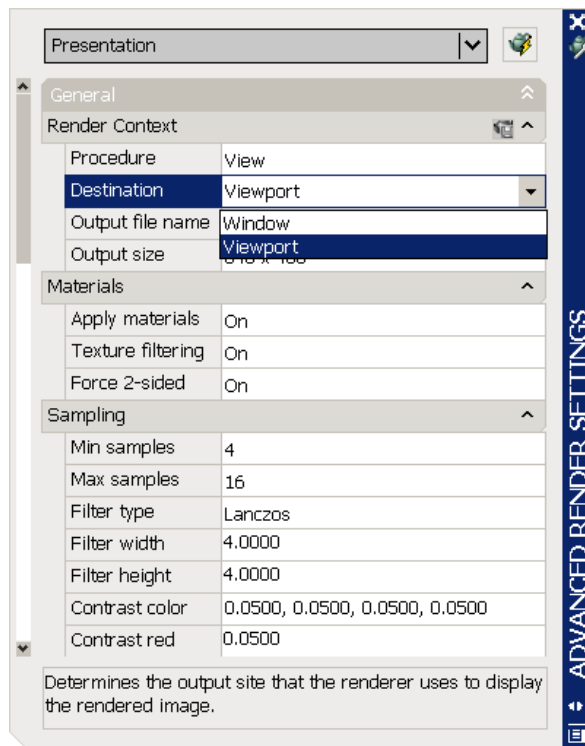 Presentation
General
Render Context
Procedure View
Destination Viewport
Output file name Window
Viewport
Output size
Materials
Apply materials On
Texture filtering On
Force 2-sided On
Sampling
Min samples 4
Max samples 16
Filter type Lanczos
Filter width 4.0000
Filter height 4.0000
Contrast color 0.0500, 0.0500, 0.0500, 0.0500
Contrast red 0.0500
Determines the output site that the renderer uses to display
the rendered image.
ADVANCED RENDER SETTINGS